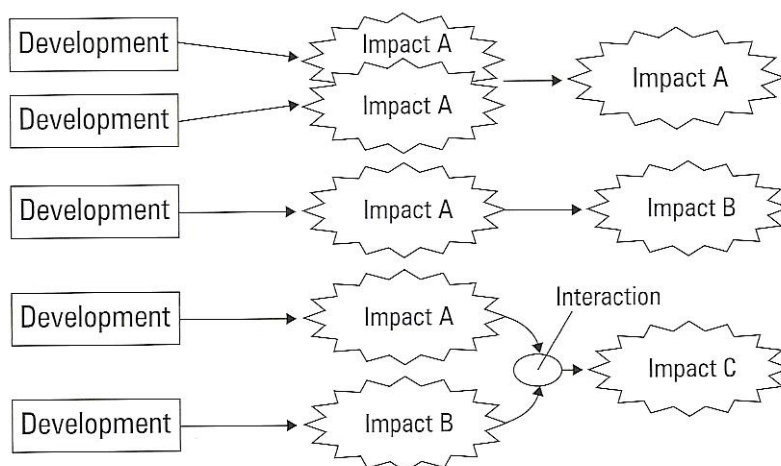 Development
Impact A
Impact A
Development
Impact A
Development
Impact A
Impact B
Development
Impact A
Interaction
Impact C
Development
Impact B